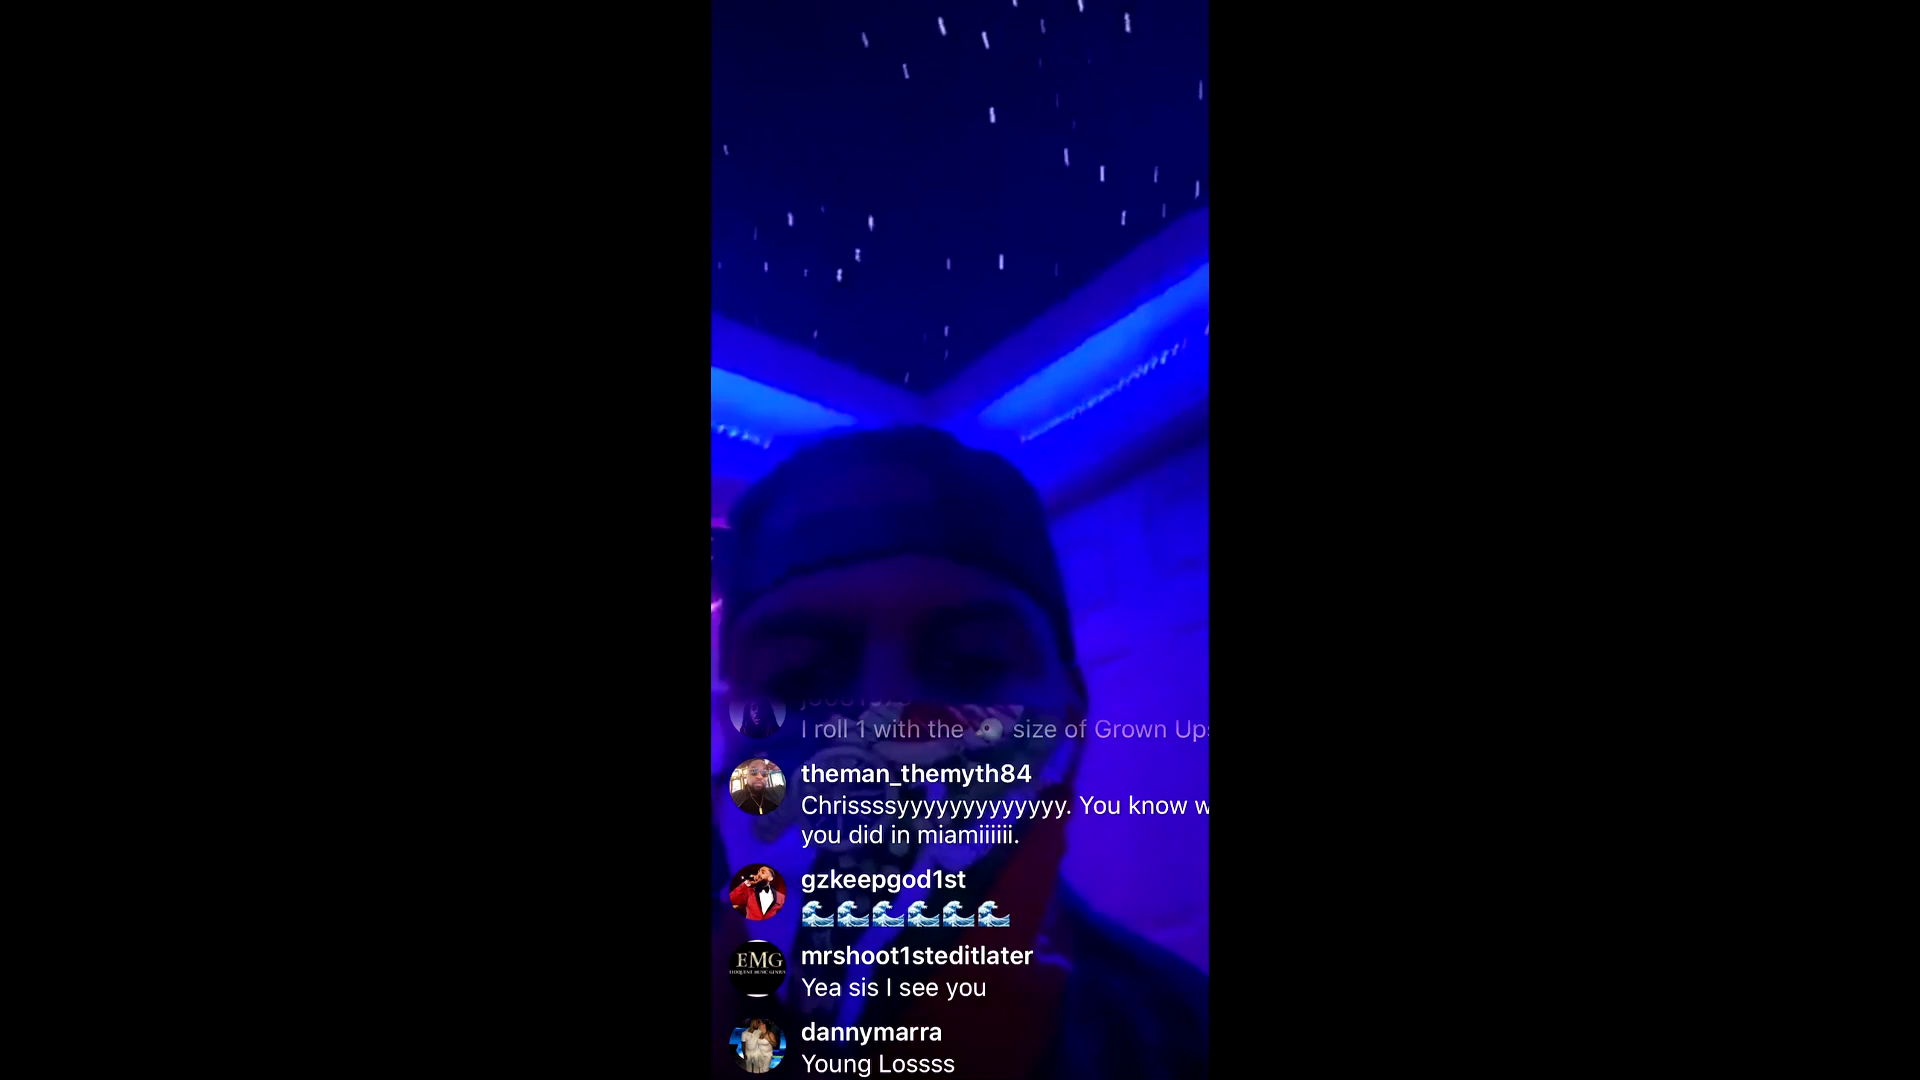 I roll 1 with the 🎱 size of Grown Ups
theman_themyth84
Chrissssyyyyyyyyyyyyy. You know w
you did in miamiiiiii.
gzkeepgod1st
🌊🌊🌊🌊🌊🌊
EMG
mrshoot1steditlater
Yea sis I see you
dannymarra
Young Lossss